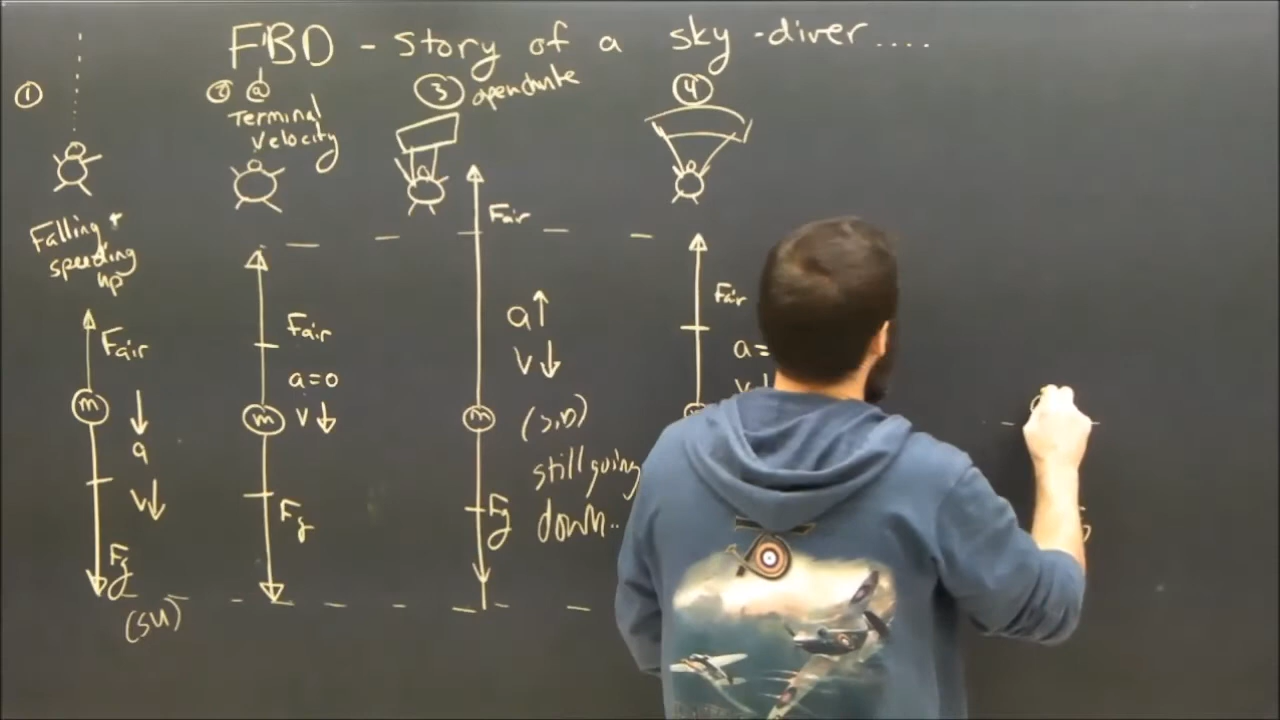 FBD - Story of a sky-diver....
①
Falling +
speeding
up
Fair
m
a
v↓
Fg
(SU)
② @
Terminal
Velocity
Fair
a=0
m
v↓
Fg
③ open chute
Fair
a↑
v↓
m
(S,D)
still going
down..
Fg
④
Fair
a=
v↓